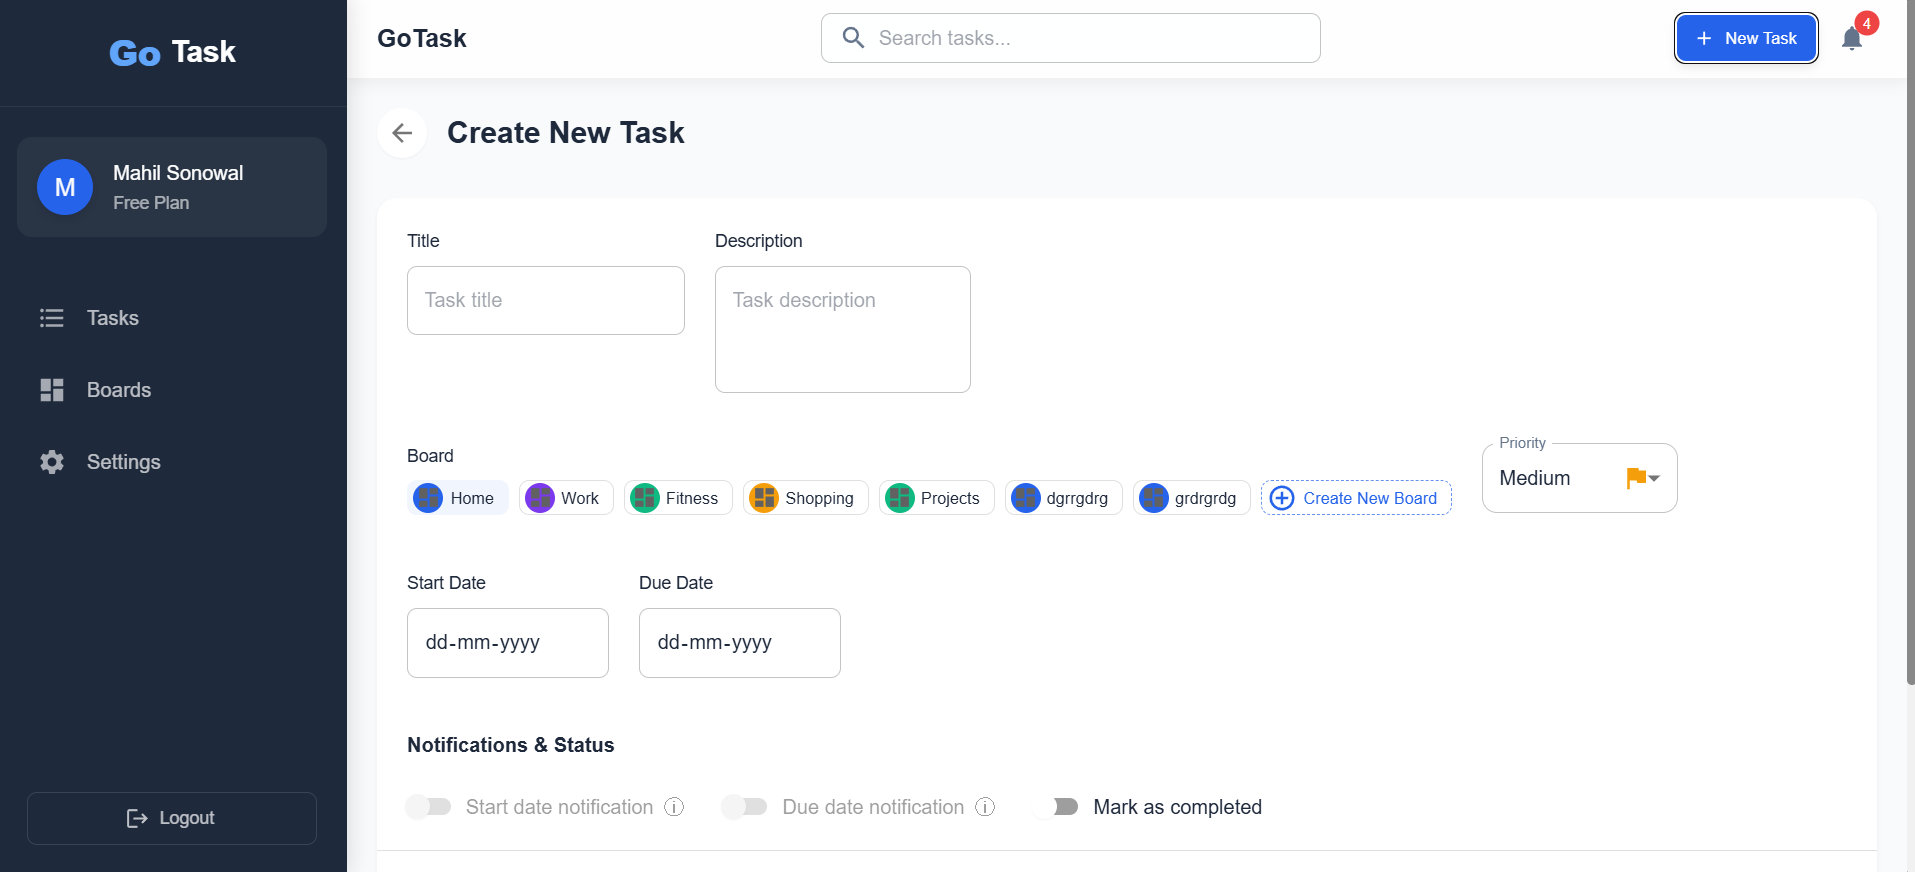 Go Task
GoTask
Search tasks...
New Task
4
M
Mahil Sonowal
Free Plan
Tasks
Boards
Settings
Logout
Create New Task
Title
Description
Task title
Task description
Board
Home
Work
Fitness
Shopping
Projects
dgrrgdrg
grdrgrdg
Create New Board
Priority
Medium
Start Date
Due Date
dd-mm-yyyy
dd-mm-yyyy
Notifications & Status
Start date notification
Due date notification
Mark as completed